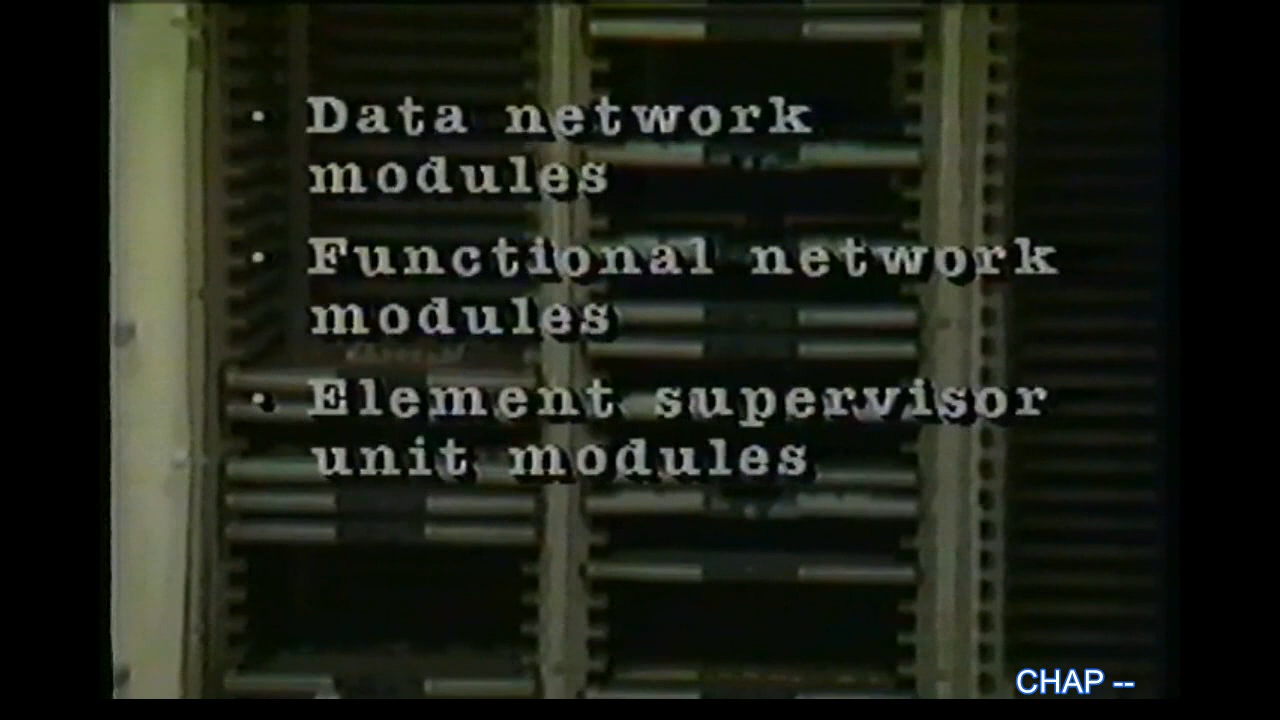 · Data network
modules
· Functional network
modules
· Element supervisor
unit modules
CHAP --